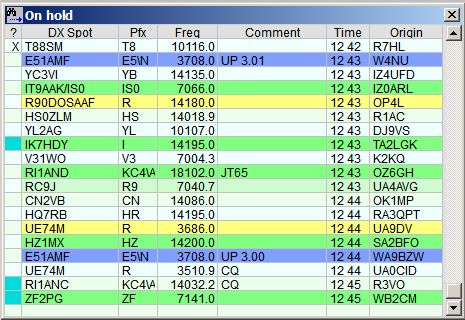 On hold
? DX Spot Pfx Freq Comment Time Origin
X T88SM T8 10116.0 12 42 R7HL
E51AMF E5\N 3708.0 UP 3.01 12 43 W4NU
YC3VI YB 14135.0 12 43 IZ4UFD
IT9AAK/IS0 IS0 7066.0 12 43 IZ0ARL
R90DOSAAF R 14180.0 12 43 OP4L
HS0ZLM HS 14018.9 12 43 R1AC
YL2AG YL 10107.0 12 43 DJ9VS
IK7HDY I 14195.0 12 43 TA2LGK
V31WO V3 7004.3 12 43 K2KQ
RI1AND KC4\A 18102.0 JT65 12 43 OZ6GH
RC9J R9 7040.7 12 43 UA4AVG
CN2VB CN 14086.0 12 44 OK1MP
HQ7RB HR 14195.0 12 44 RA3QPT
UE74M R 3686.0 12 44 UA9DV
HZ1MX HZ 14200.0 12 44 SA2BFO
E51AMF E5\N 3708.0 UP 3.00 12 44 WA9BZW
UE74M R 3510.9 CQ 12 44 UA0CID
RI1ANC KC4\A 14032.2 CQ 12 45 R3VO
ZF2PG ZF 7141.0 12 45 WB2CM